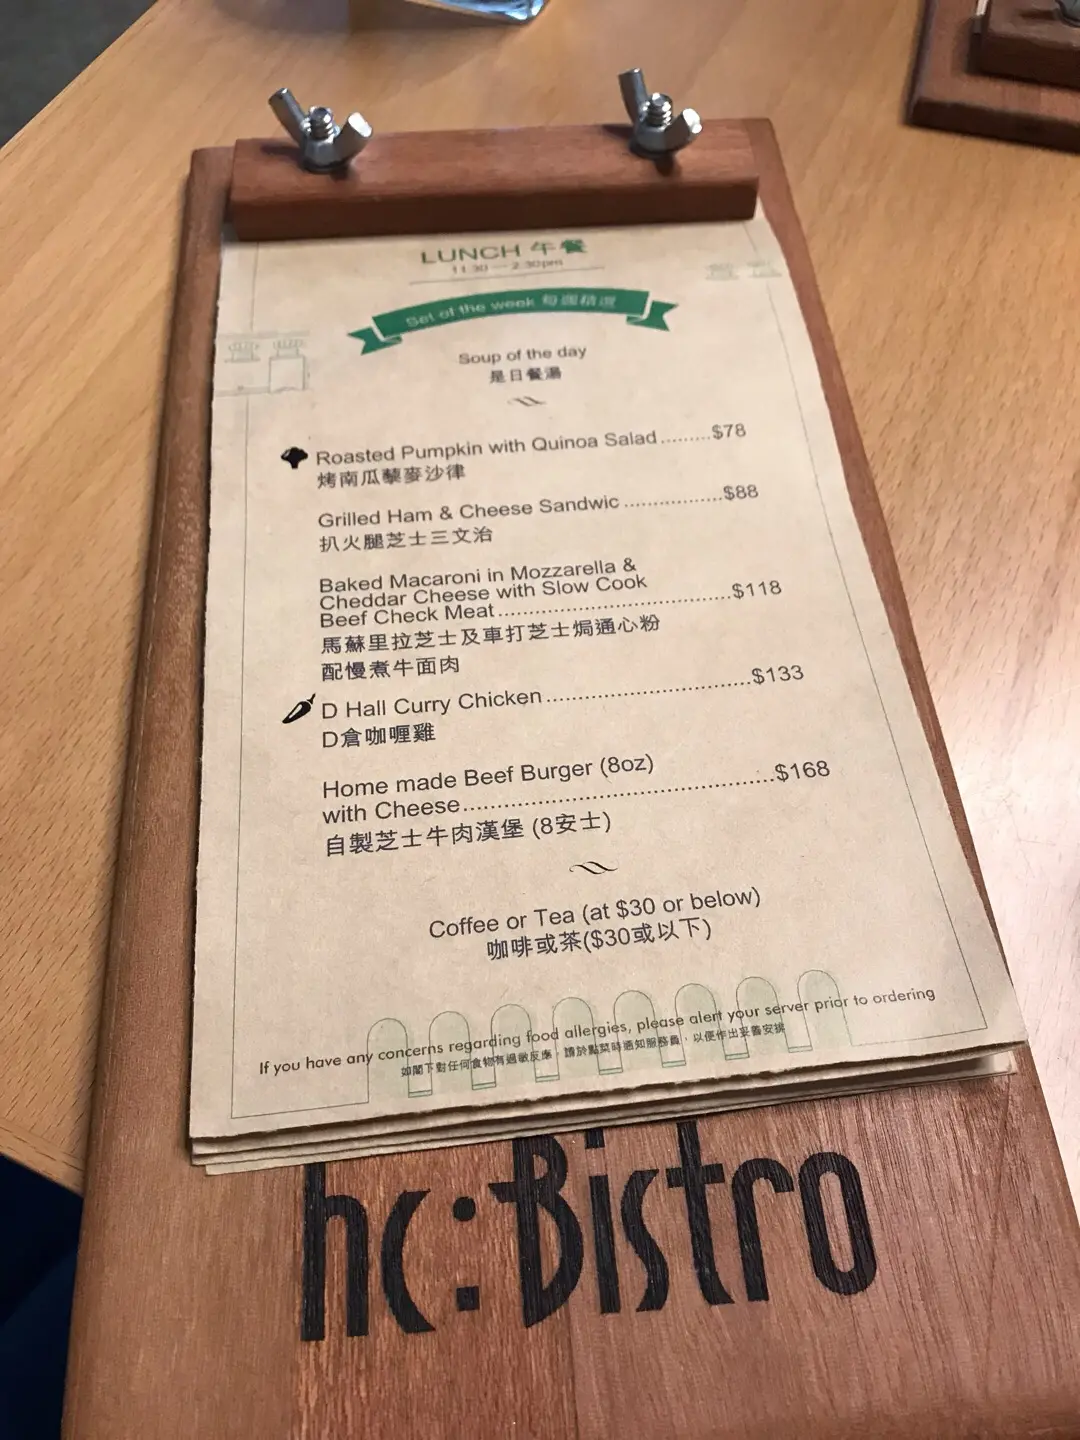 LUNCH 午餐
11:30 — 2:30pm
Set of the week 每週精選
Soup of the day
是日餐湯
Roasted Pumpkin with Quinoa Salad.........$78
烤南瓜藜麥沙律
Grilled Ham & Cheese Sandwic................$88
扒火腿芝士三文治
Baked Macaroni in Mozzarella &
Cheddar Cheese with Slow Cook
Beef Check Meat.....................................$118
馬蘇里拉芝士及車打芝士焗通心粉
配慢煮牛面肉
D Hall Curry Chicken................................$133
D倉咖喱雞
Home made Beef Burger (8oz)
with Cheese................................................$168
自製芝士牛肉漢堡 (8安士)
Coffee or Tea (at $30 or below)
咖啡或茶($30或以下)
If you have any concerns regarding food allergies, please alert your server prior to ordering
如閣下對任何食物有過敏反應，請於點菜時通知服務員，以便作出妥善安排
hc:Bistro